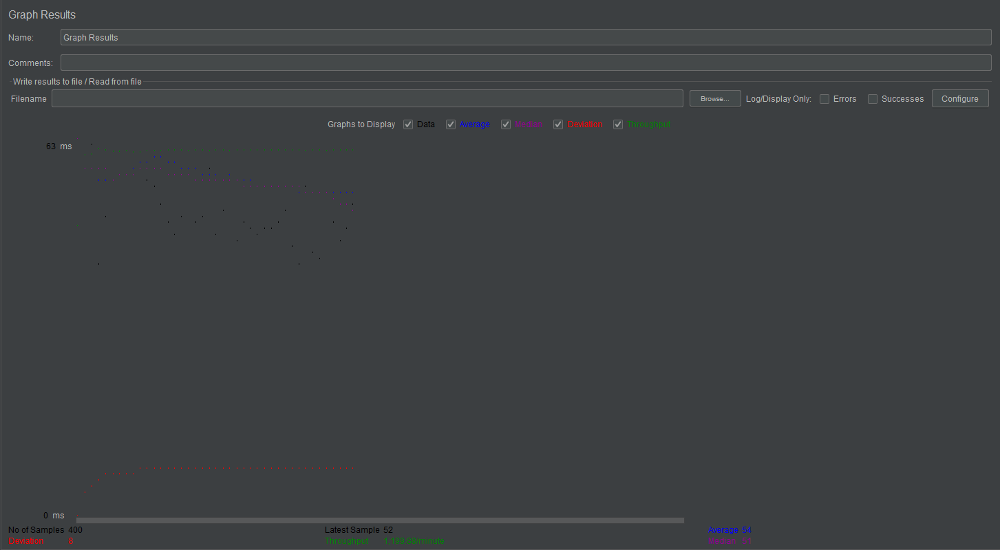 Graph Results
Name: Graph Results
Comments:
Write results to file / Read from file
Filename Browse... Log/Display Only: Errors Successes Configure
Graphs to Display Data Average Median Deviation Throughput
63 ms
0 ms
No of Samples 400 Latest Sample 52 Average 54
Deviation 8 Throughput 1,199.88/minute Median